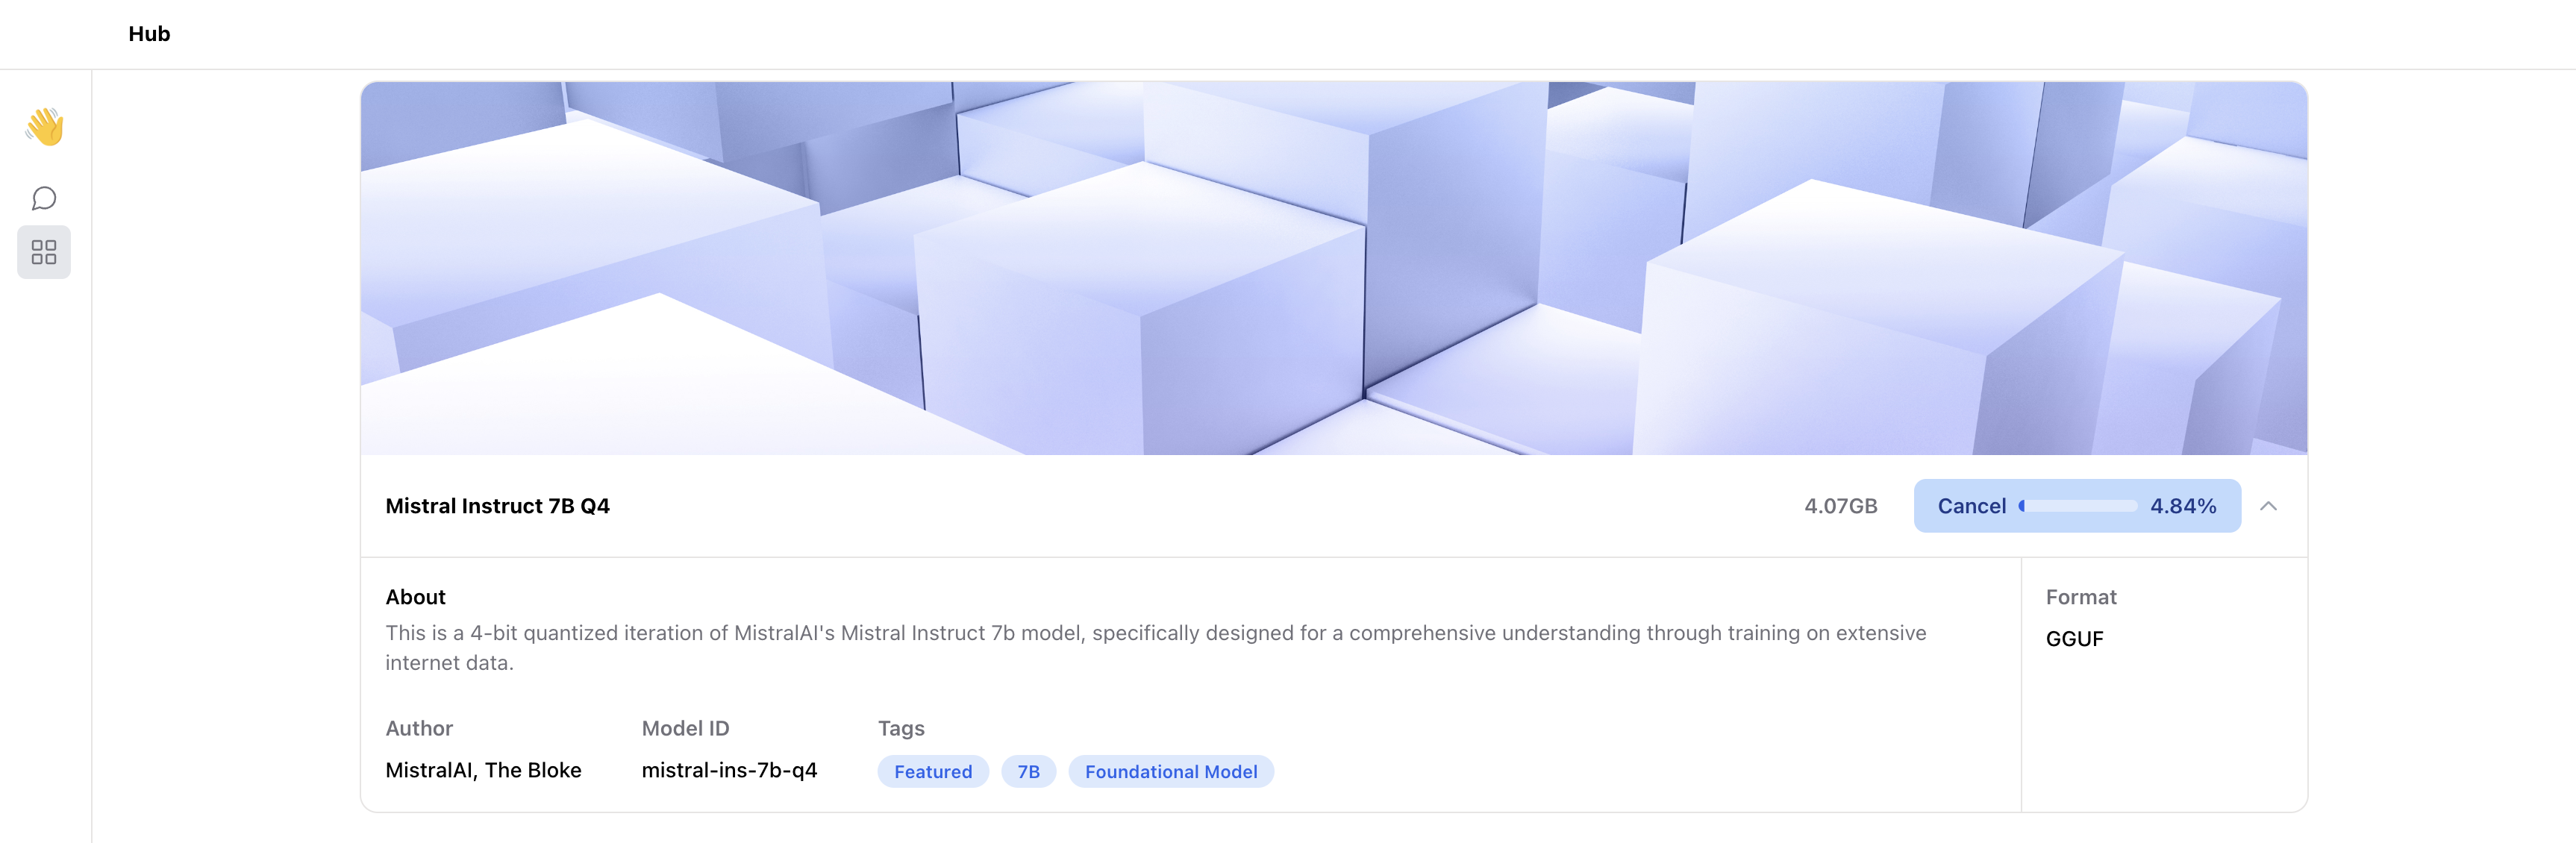 Hub
Mistral Instruct 7B Q4
4.07GB
Cancel
4.84%
About
This is a 4-bit quantized iteration of MistralAI's Mistral Instruct 7b model, specifically designed for a comprehensive understanding through training on extensive
internet data.
Format
GGUF
Author
MistralAI, The Bloke
Model ID
mistral-ins-7b-q4
Tags
Featured
7B
Foundational Model